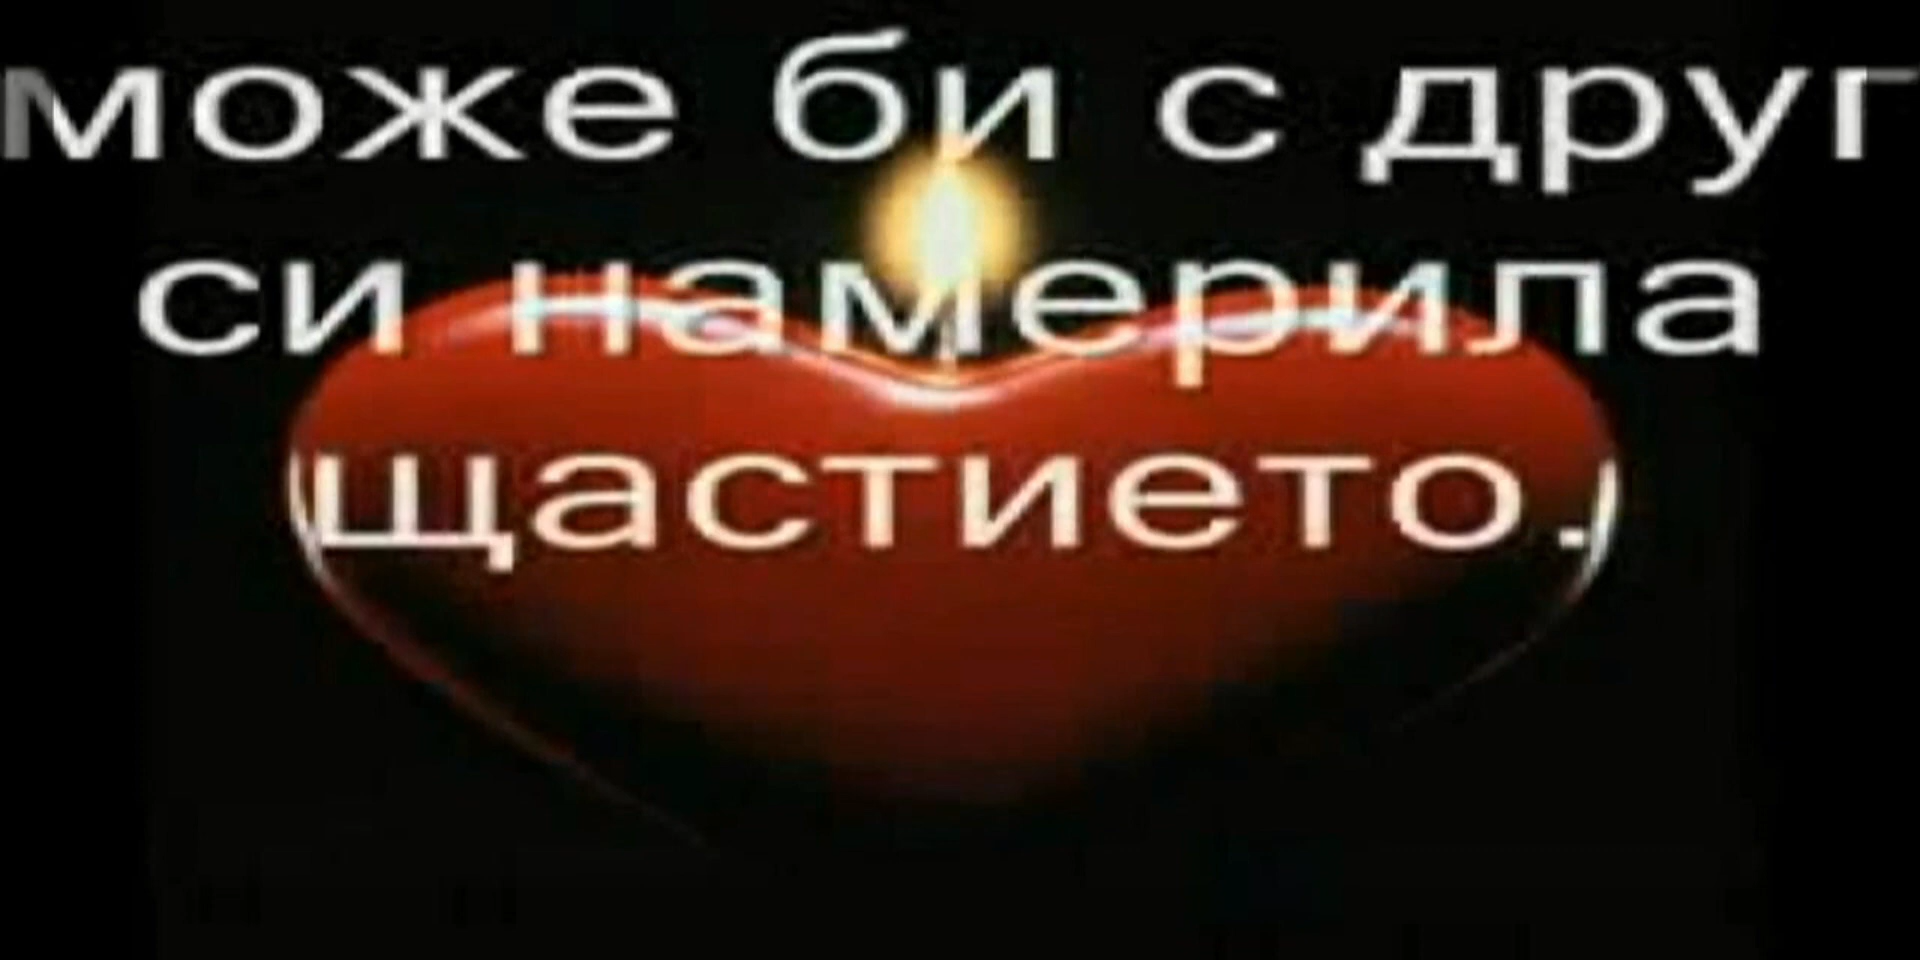 може би с друг
си намерила
щастието.